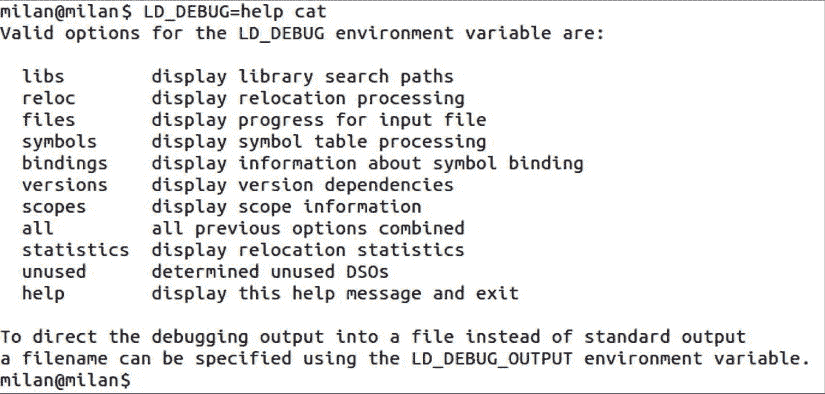 milan@milan$ LD_DEBUG=help cat
Valid options for the LD_DEBUG environment variable are:
libs display library search paths
reloc display relocation processing
files display progress for input file
symbols display symbol table processing
bindings display information about symbol binding
versions display version dependencies
scopes display scope information
all all previous options combined
statistics display relocation statistics
unused determined unused DSOs
help display this help message and exit
To direct the debugging output into a file instead of standard output
a filename can be specified using the LD_DEBUG_OUTPUT environment variable.
milan@milan$